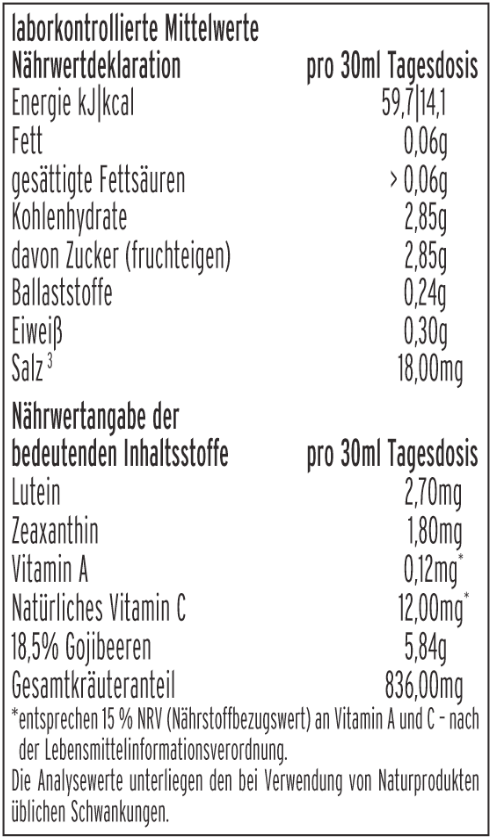 laborkontrollierte Mittelwerte
Nährwertdeklaration pro 30ml Tagesdosis
Energie kJ|kcal 59,7|14,1
Fett 0,06g
gesättigte Fettsäuren > 0,06g
Kohlenhydrate 2,85g
davon Zucker (fruchteigen) 2,85g
Ballaststoffe 0,24g
Eiweiß 0,30g
Salz ³ 18,00mg
Nährwertangabe der
bedeutenden Inhaltsstoffe pro 30ml Tagesdosis
Lutein 2,70mg
Zeaxanthin 1,80mg
Vitamin A 0,12mg*
Natürliches Vitamin C 12,00mg*
18,5% Gojibeeren 5,84g
Gesamtkräuteranteil 836,00mg
*entsprechen 15 % NRV (Nährstoffbezugswert) an Vitamin A und C - nach
der Lebensmittelinformationsverordnung.
Die Analysewerte unterliegen den bei Verwendung von Naturprodukten
üblichen Schwankungen.